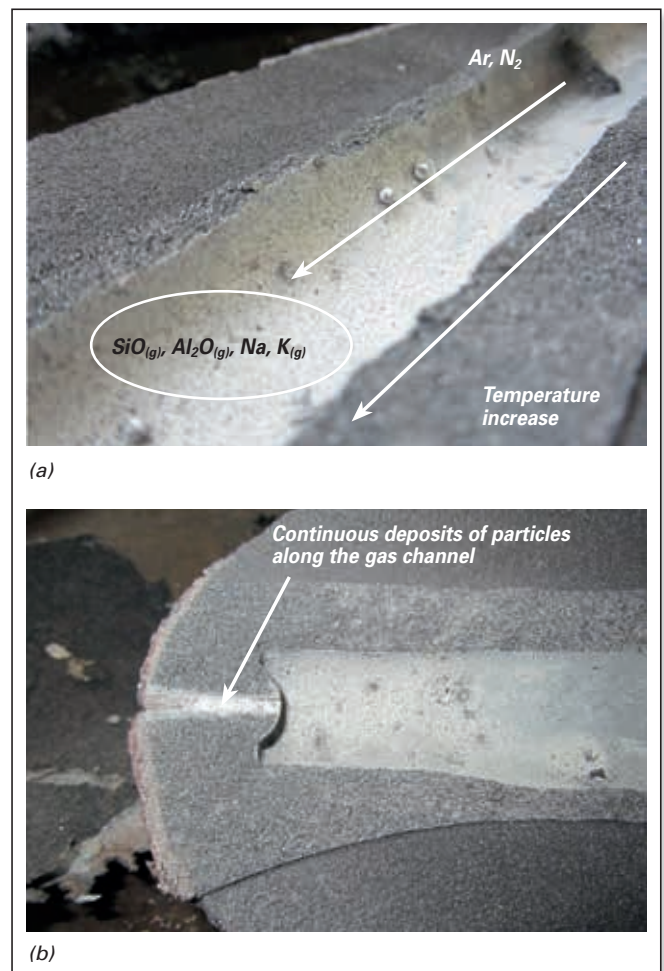 Ar, N₂
SiO(g), Al₂O(g), Na, K(g)
Temperature
increase
(a)
Continuous deposits of particles
along the gas channel
(b)